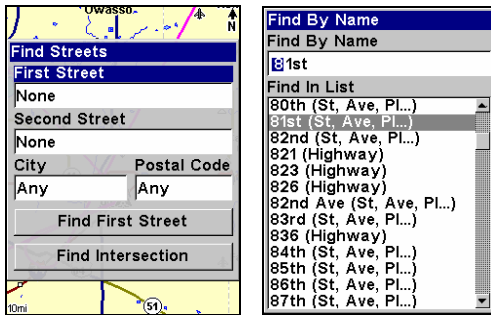 Owasso
N
Find Streets
First Street
None
Second Street
None
City Postal Code
Any Any
Find First Street
Find Intersection
10mi
51
Find By Name
Find By Name
81st
Find In List
80th (St, Ave, Pl...)
81st (St, Ave, Pl...)
82nd (St, Ave, Pl...)
821 (Highway)
823 (Highway)
826 (Highway)
82nd Ave (St, Ave, Pl...)
83rd (St, Ave, Pl...)
836 (Highway)
84th (St, Ave, Pl...)
85th (St, Ave, Pl...)
86th (St, Ave, Pl...)
87th (St, Ave, Pl...)